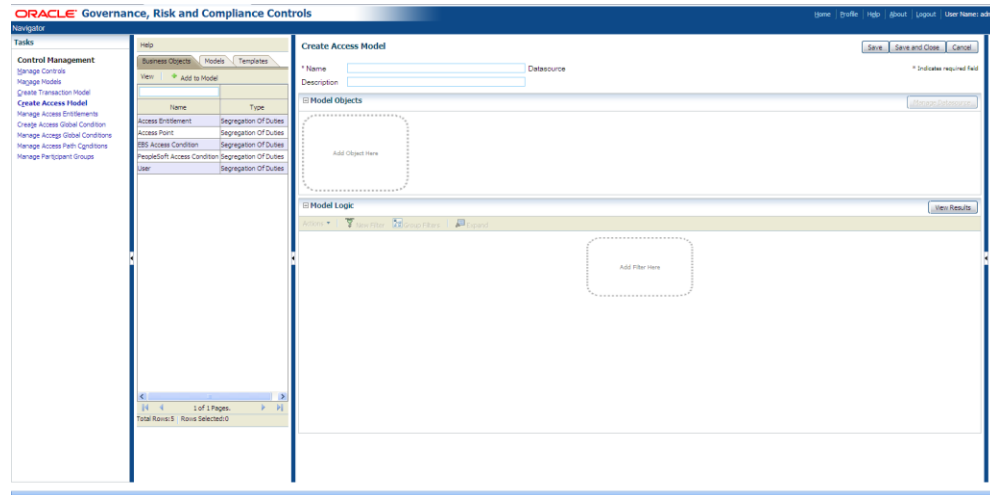 ORACLE Governance, Risk and Compliance Controls
Home Profile Help About Logout User Name: adm
Navigator
Tasks
Control Management
Manage Controls
Manage Models
Create Transaction Model
Create Access Model
Manage Access Entitlements
Create Access Global Condition
Manage Access Global Conditions
Manage Access Path Conditions
Manage Participant Groups
Help
Business Objects Models Templates
View Add to Model
Name Type
Access Entitlement Segregation Of Duties
Access Point Segregation Of Duties
EBS Access Condition Segregation Of Duties
PeopleSoft Access Condition Segregation Of Duties
User Segregation Of Duties
1 of 1 Pages.
Total Rows:5 Rows Selected:0
Create Access Model
Save Save and Close Cancel
* Name Datasource * Indicates required field
Description
Model Objects Manage Datasource
Add Object Here
Model Logic View Results
Actions New Filter Group Filters Expand
Add Filter Here